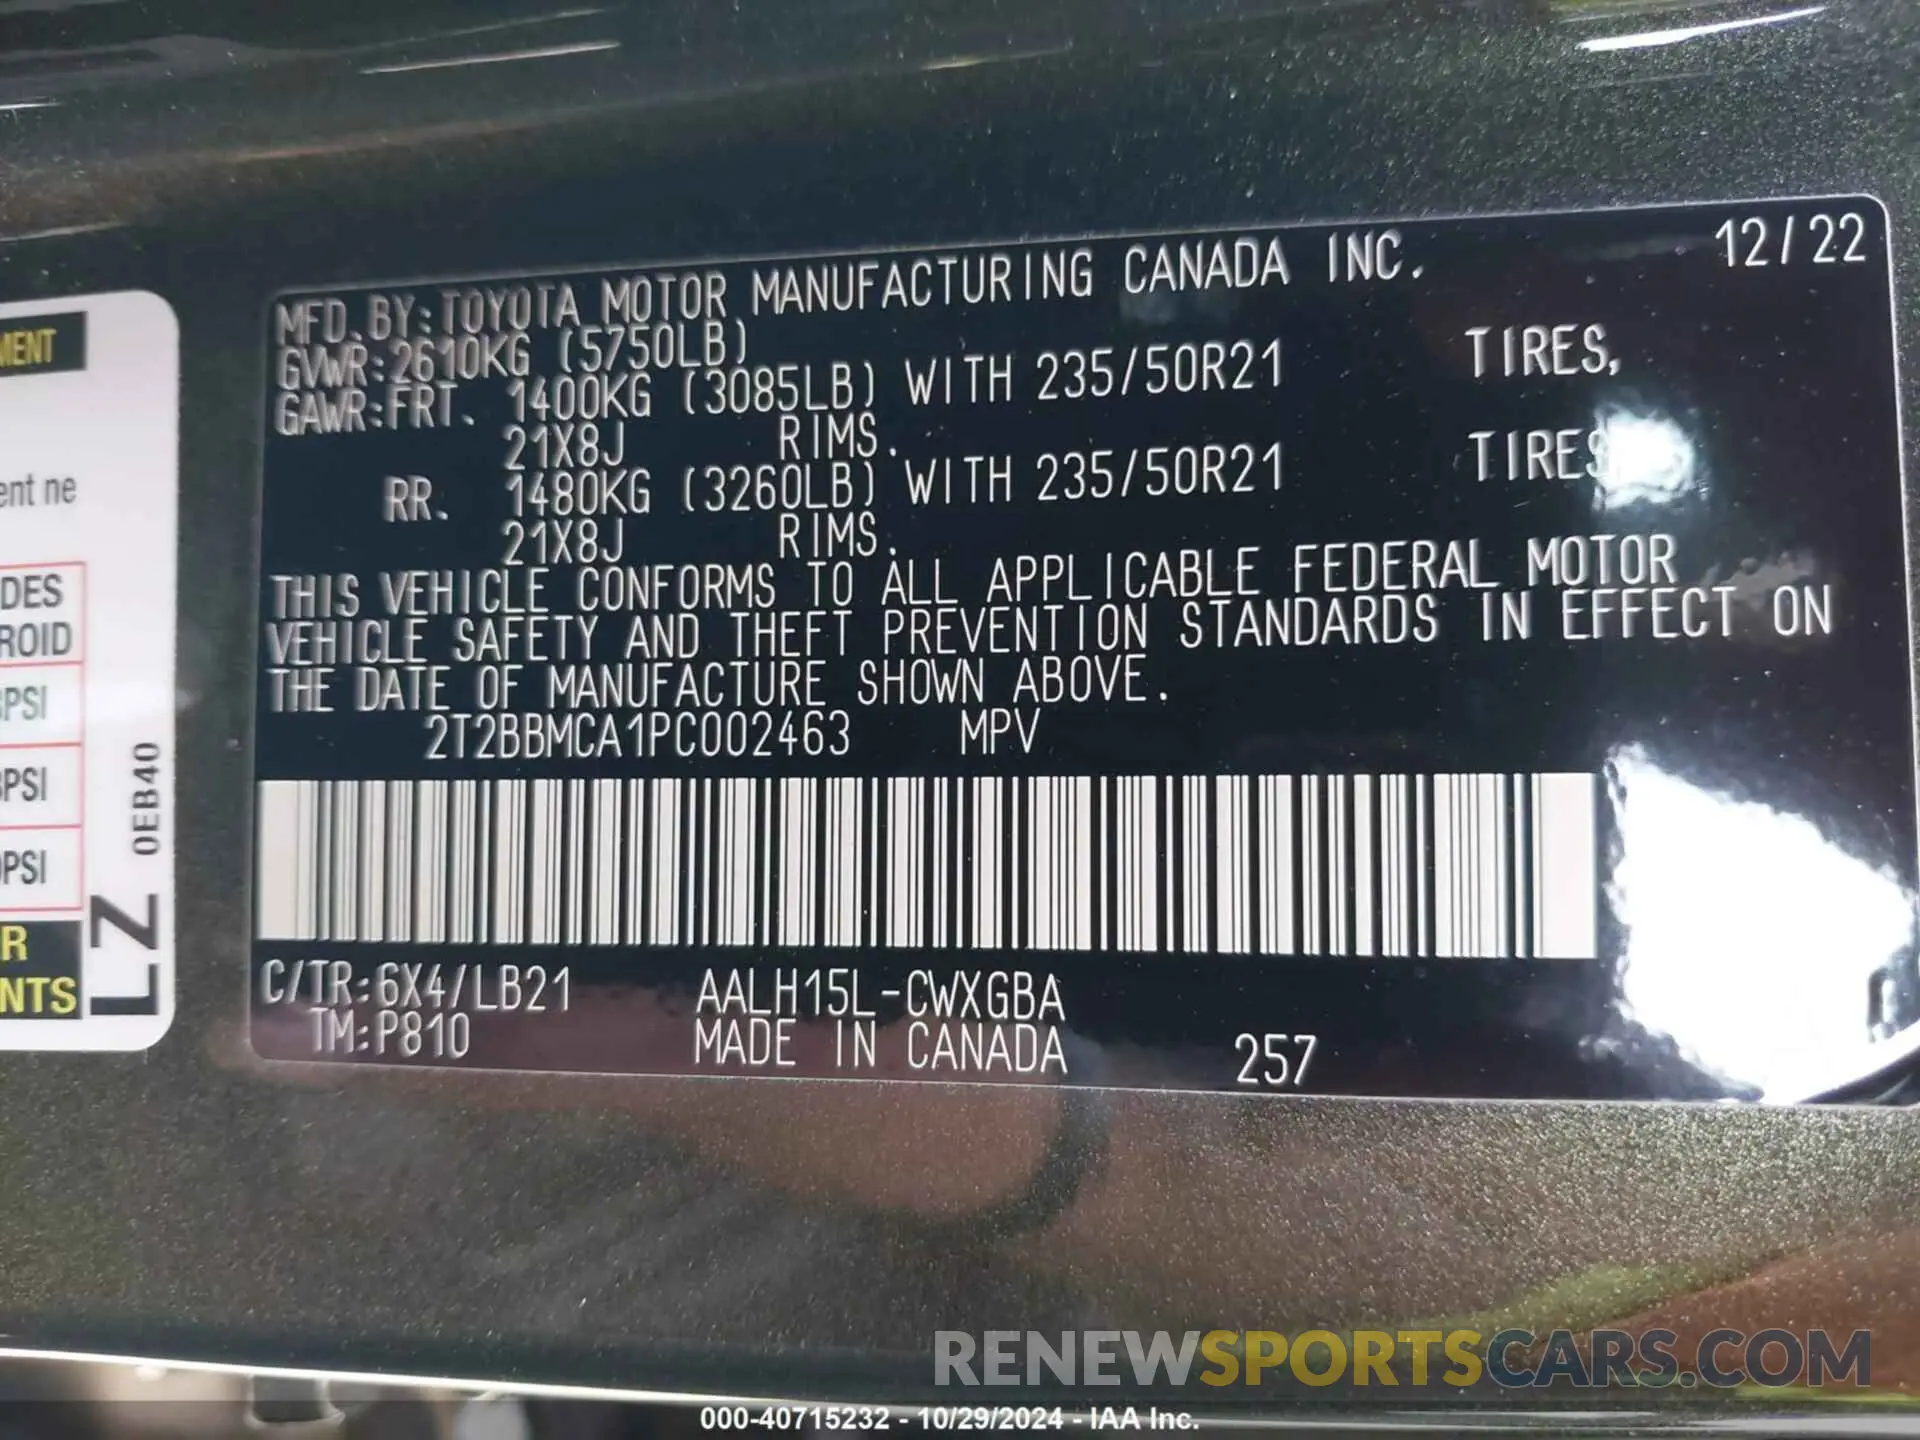 MFD.BY:TOYOTA MOTOR MANUFACTURING CANADA INC. 12/22
GVWR:2610KG (5750LB)
GAWR:FRT. 1400KG (3085LB) WITH 235/50R21 TIRES,
21X8J RIMS.
RR. 1480KG (3260LB) WITH 235/50R21 TIRES
21X8J RIMS.
THIS VEHICLE CONFORMS TO ALL APPLICABLE FEDERAL MOTOR
VEHICLE SAFETY AND THEFT PREVENTION STANDARDS IN EFFECT ON
THE DATE OF MANUFACTURE SHOWN ABOVE.
2T2BBMCA1PC002463 MPV
C/TR:6X4/LB21 AALH15L-CWXGBA
TM:P810 MADE IN CANADA 257
MENT
ent ne
DES
ROID
PSI
PSI
PSI
R
NTS
LZ 0EB40
RENEWSPORTSCARS.COM
000-40715232 - 10/29/2024 - IAA Inc.